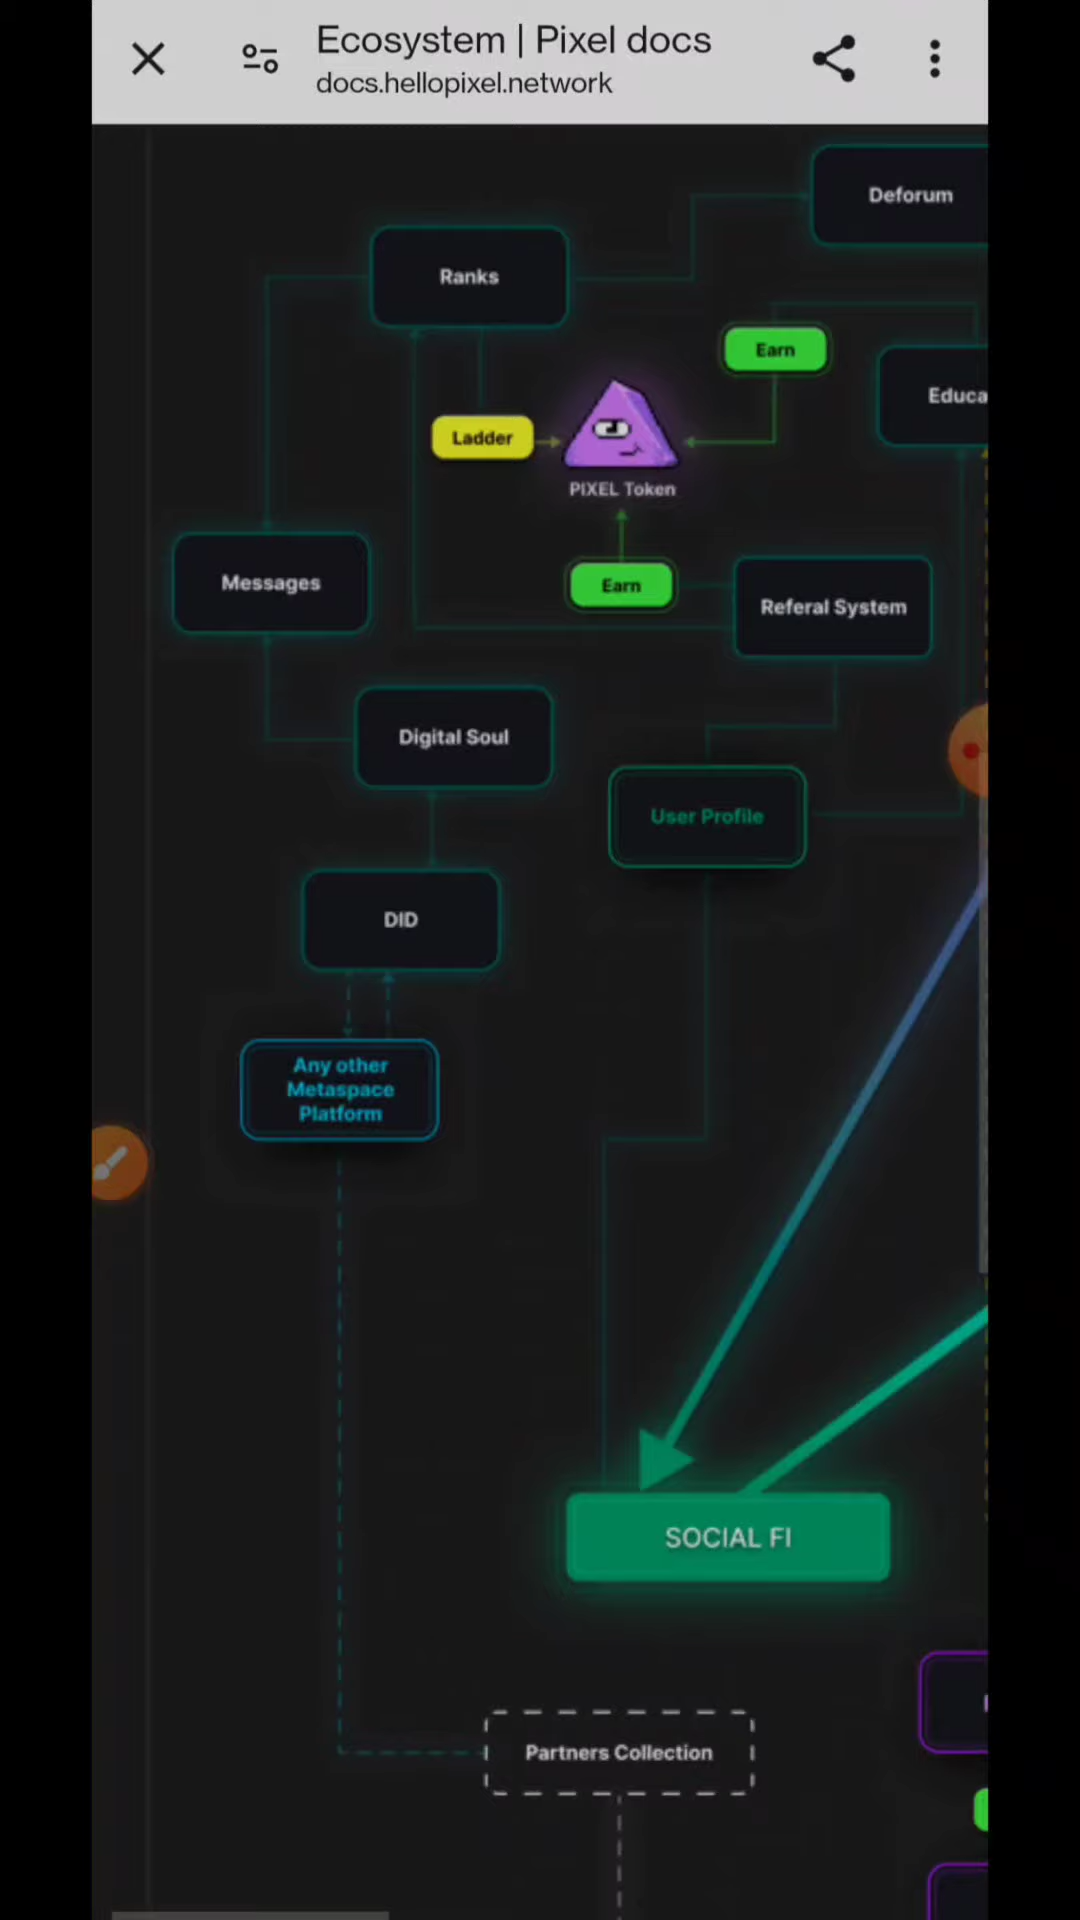 Ecosystem | Pixel docs
docs.hellopixel.network
Deforum
Ranks
Earn
Educa
Ladder
PIXEL Token
Messages
Earn
Referal System
Digital Soul
User Profile
DID
Any other
Metaspace
Platform
SOCIAL FI
Partners Collection